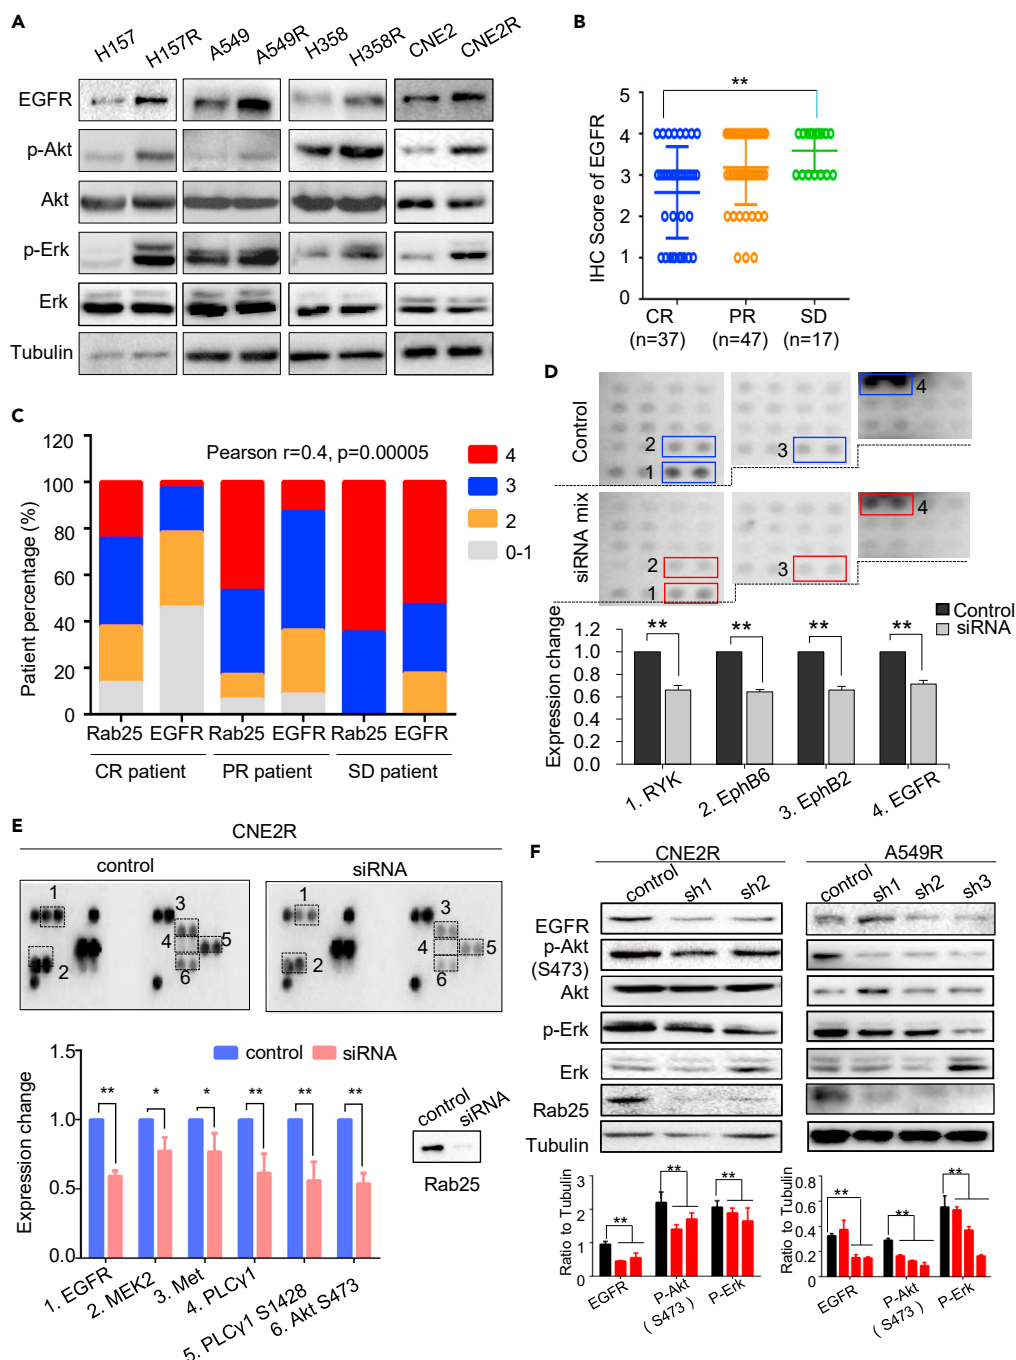 A
H157 H157R A549 A549R H358 H358R CNE2 CNE2R
EGFR
p-Akt
Akt
p-Erk
Erk
Tubulin
B
**
IHC Score of EGFR
5
4
3
2
1
0
CR PR SD
(n=37) (n=47) (n=17)
C
Pearson r=0.4, p=0.00005
Patient percentage (%)
120
100
80
60
40
20
0
4
3
2
0-1
Rab25 EGFR Rab25 EGFR Rab25 EGFR
CR patient PR patient SD patient
D
Control
1
2
3
4
siRNA mix
1
2
3
4
Control
siRNA
Expression change
1.2
1.0
0.8
0.6
0.4
0.2
0.0
** ** ** **
1. RYK 2. EphB6 3. EphB2 4. EGFR
E
CNE2R
control siRNA
1 2 3 4 5 6
1 2 3 4 5 6
control siRNA
Expression change
1.5
1.0
0.5
0.0
** * * ** ** **
1. EGFR 2. MEK2 3. Met 4. PLCγ1 5. PLCγ1 S1428 6. Akt S473
control siRNA
Rab25
F
CNE2R A549R
control sh1 sh2 control sh1 sh2 sh3
EGFR
p-Akt
(S473)
Akt
p-Erk
Erk
Rab25
Tubulin
Ratio to Tubulin
3
2
1
0
** ** **
EGFR P-Akt P-Erk
( S473 )
Ratio to Tubulin
0.8
0.6
0.4
0.2
0.0
** ** **
EGFR P-Akt P-Erk
( S473 )